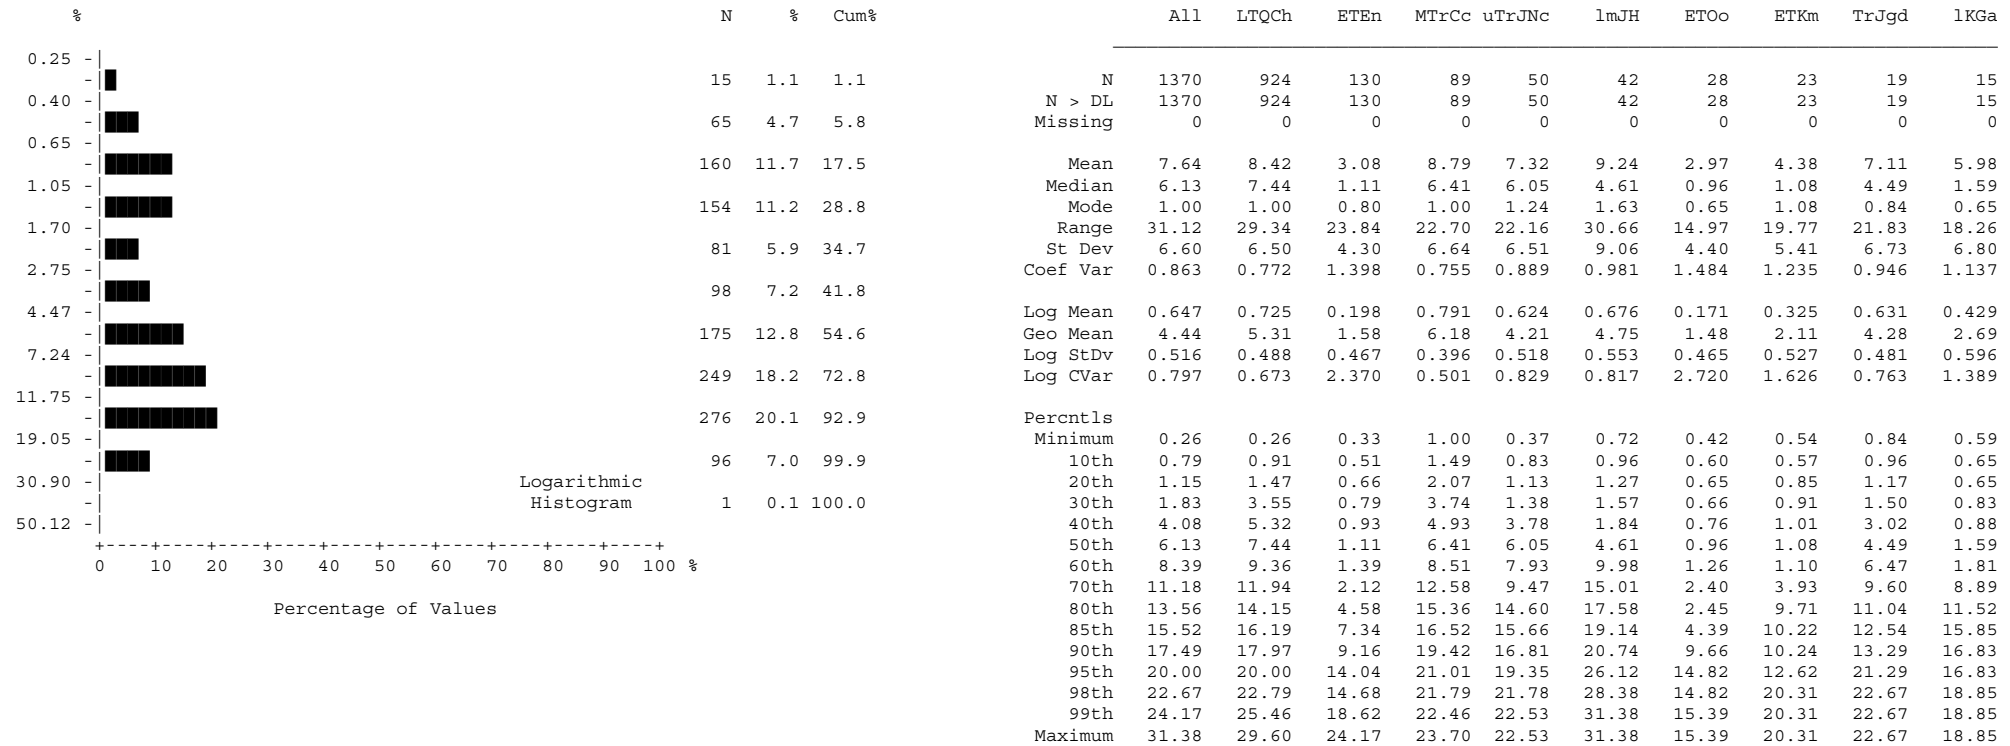 % N % Cum% All LTQCh ETEn MTrCc uTrJNc lmJH ETOo ETKm TrJgd lKGa
0.25 -|
-| 15 1.1 1.1 N 1370 924 130 89 50 42 28 23 19 15
0.40 -| N > DL 1370 924 130 89 50 42 28 23 19 15
-| 65 4.7 5.8 Missing 0 0 0 0 0 0 0 0 0 0
0.65 -|
-| 160 11.7 17.5 Mean 7.64 8.42 3.08 8.79 7.32 9.24 2.97 4.38 7.11 5.98
1.05 -| Median 6.13 7.44 1.11 6.41 6.05 4.61 0.96 1.08 4.49 1.59
-| 154 11.2 28.8 Mode 1.00 1.00 0.80 1.00 1.24 1.63 0.65 1.08 0.84 0.65
1.70 -| Range 31.12 29.34 23.84 22.70 22.16 30.66 14.97 19.77 21.83 18.26
-| 81 5.9 34.7 St Dev 6.60 6.50 4.30 6.64 6.51 9.06 4.40 5.41 6.73 6.80
2.75 -| Coef Var 0.863 0.772 1.398 0.755 0.889 0.981 1.484 1.235 0.946 1.137
-| 98 7.2 41.8
4.47 -| Log Mean 0.647 0.725 0.198 0.791 0.624 0.676 0.171 0.325 0.631 0.429
-| 175 12.8 54.6 Geo Mean 4.44 5.31 1.58 6.18 4.21 4.75 1.48 2.11 4.28 2.69
7.24 -| Log StDv 0.516 0.488 0.467 0.396 0.518 0.553 0.465 0.527 0.481 0.596
-| 249 18.2 72.8 Log CVar 0.797 0.673 2.370 0.501 0.829 0.817 2.720 1.626 0.763 1.389
11.75 -|
-| 276 20.1 92.9 Percntls
19.05 -| Minimum 0.26 0.26 0.33 1.00 0.37 0.72 0.42 0.54 0.84 0.59
-| 96 7.0 99.9 10th 0.79 0.91 0.51 1.49 0.83 0.96 0.60 0.57 0.96 0.65
30.90 -| Logarithmic 20th 1.15 1.47 0.66 2.07 1.13 1.27 0.65 0.85 1.17 0.65
-| Histogram 1 0.1 100.0 30th 1.83 3.55 0.79 3.74 1.38 1.57 0.66 0.91 1.50 0.83
50.12 -| 40th 4.08 5.32 0.93 4.93 3.78 1.84 0.76 1.01 3.02 0.88
+----+----+----+----+----+----+----+----+----+----+ 50th 6.13 7.44 1.11 6.41 6.05 4.61 0.96 1.08 4.49 1.59
0 10 20 30 40 50 60 70 80 90 100 % 60th 8.39 9.36 1.39 8.51 7.93 9.98 1.26 1.10 6.47 1.81
70th 11.18 11.94 2.12 12.58 9.47 15.01 2.40 3.93 9.60 8.89
Percentage of Values 80th 13.56 14.15 4.58 15.36 14.60 17.58 2.45 9.71 11.04 11.52
85th 15.52 16.19 7.34 16.52 15.66 19.14 4.39 10.22 12.54 15.85
90th 17.49 17.97 9.16 19.42 16.81 20.74 9.66 10.24 13.29 16.83
95th 20.00 20.00 14.04 21.01 19.35 26.12 14.82 12.62 21.29 16.83
98th 22.67 22.79 14.68 21.79 21.78 28.38 14.82 20.31 22.67 18.85
99th 24.17 25.46 18.62 22.46 22.53 31.38 15.39 20.31 22.67 18.85
Maximum 31.38 29.60 24.17 23.70 22.53 31.38 15.39 20.31 22.67 18.85